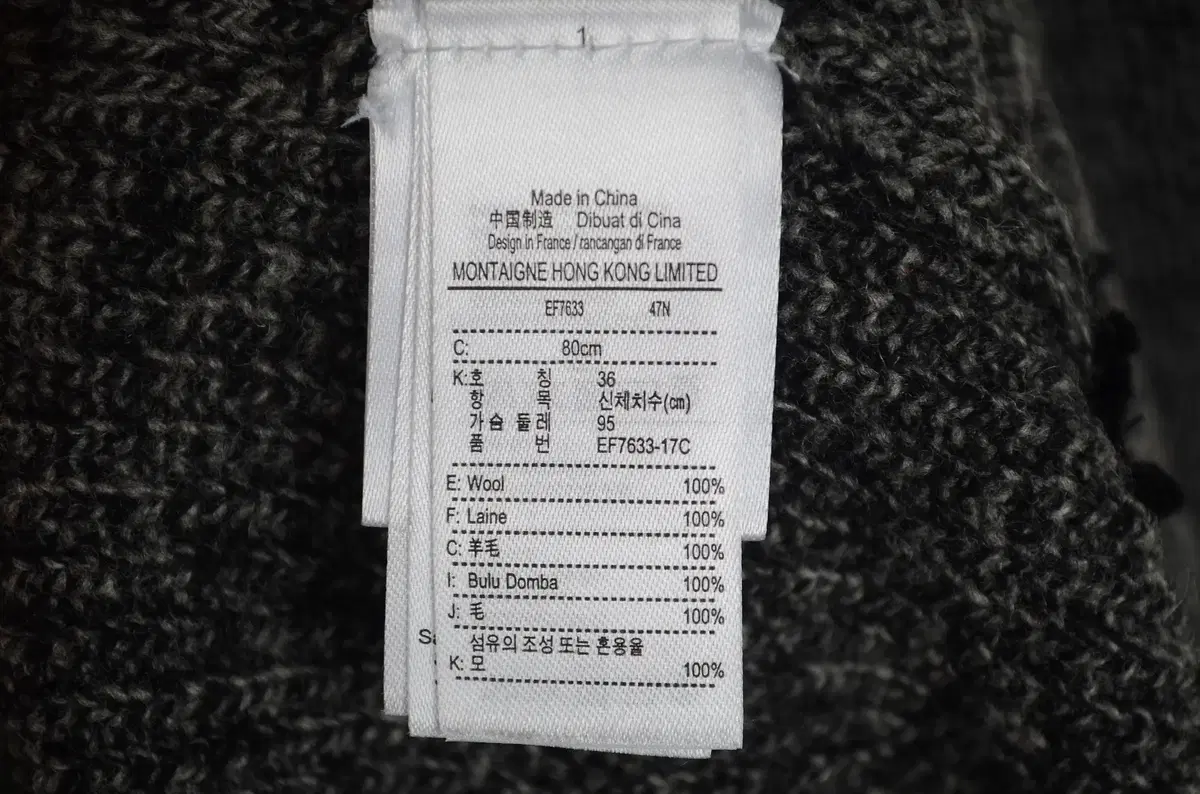 1
Made in China
中国制造 Dibuat di Cina
Design in France / rancangan di France
MONTAIGNE HONG KONG LIMITED
EF7633 47N
C: 80cm
K:호 칭 36
항 목 신체치수(㎝)
가슴 둘레 95
품 번 EF7633-17C
E: Wool 100%
F: Laine 100%
C: 羊毛 100%
I: Bulu Domba 100%
J: 毛 100%
섬유의 조성 또는 혼용율
K: 모 100%